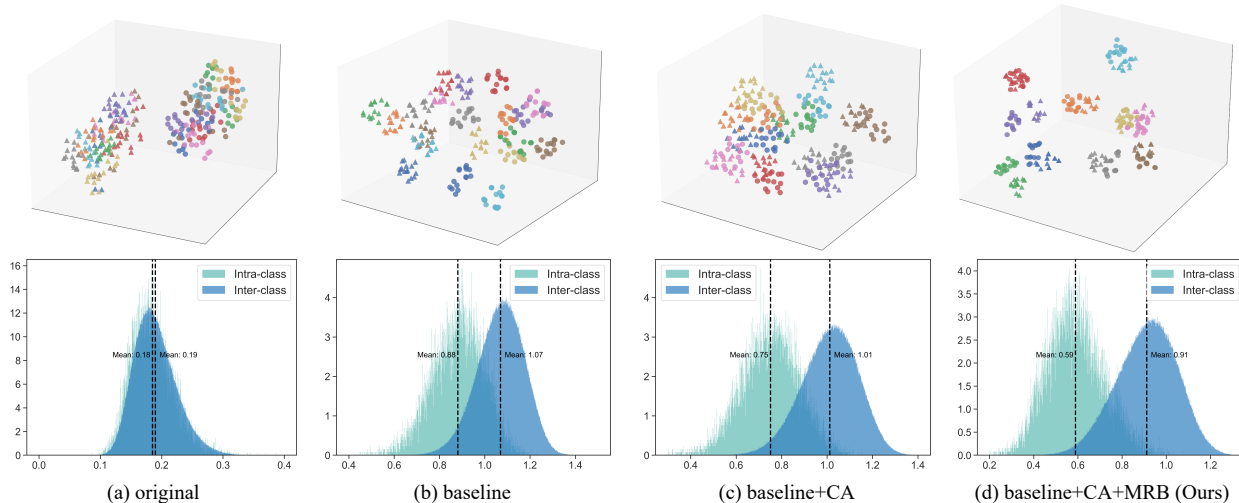 16
14
12
10
8
6
4
2
0
0.0
0.1
0.2
0.3
0.4
Intra-class
Inter-class
Mean: 0.18
Mean: 0.19
(a) original
4
3
2
1
0
0.4
0.6
0.8
1.0
1.2
1.4
Intra-class
Inter-class
Mean: 0.88
Mean: 1.07
(b) baseline
5
4
3
2
1
0
0.4
0.6
0.8
1.0
1.2
1.4
Intra-class
Inter-class
Mean: 0.75
Mean: 1.01
(c) baseline+CA
4.0
3.5
3.0
2.5
2.0
1.5
1.0
0.5
0.0
0.2
0.4
0.6
0.8
1.0
1.2
Intra-class
Inter-class
Mean: 0.59
Mean: 0.91
(d) baseline+CA+MRB (Ours)